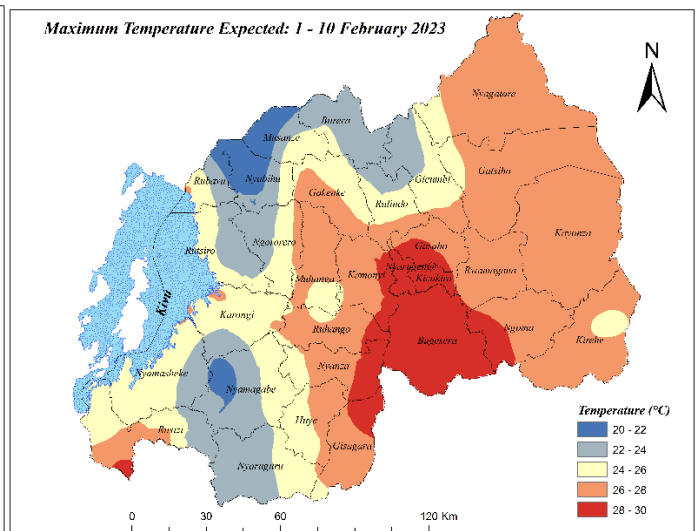 Maximum Temperature Expected: 1 - 10 February 2023
N
Nyagatare
Burera
Musanze
Rubavu
Nyabihu
Gicumbi
Gatsibo
Gakenke
Rulindo
Kayonza
Rutsiro
Ngororero
Gasabo
Nyarugenge
Kicukiro
Rwamagana
Muhanga
Kamonyi
Kivu
Karongi
Ruhango
Bugesera
Ngoma
Kirehe
Nyamasheke
Nyamagabe
Nyanza
Huye
Rusizi
Gisagara
Nyaruguru
Temperature (°C)
20 - 22
22 - 24
24 - 26
26 - 28
28 - 30
0 30 60 120 Km